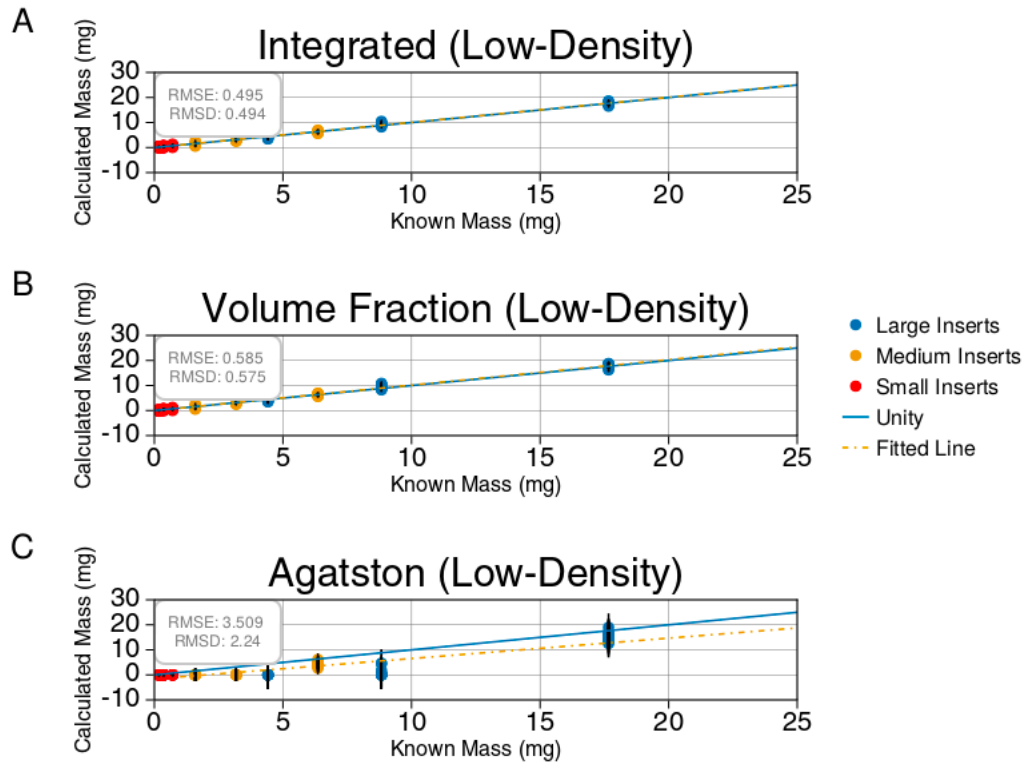 A
Integrated (Low-Density)
Calculated Mass (mg)
30
20
10
0
-10
RMSE: 0.495
RMSD: 0.494
0 5 10 15 20 25
Known Mass (mg)
B
Volume Fraction (Low-Density)
Calculated Mass (mg)
30
20
10
0
-10
RMSE: 0.585
RMSD: 0.575
0 5 10 15 20 25
Known Mass (mg)
Large Inserts
Medium Inserts
Small Inserts
Unity
Fitted Line
C
Agatston (Low-Density)
Calculated Mass (mg)
30
20
10
0
-10
RMSE: 3.509
RMSD: 2.24
0 5 10 15 20 25
Known Mass (mg)